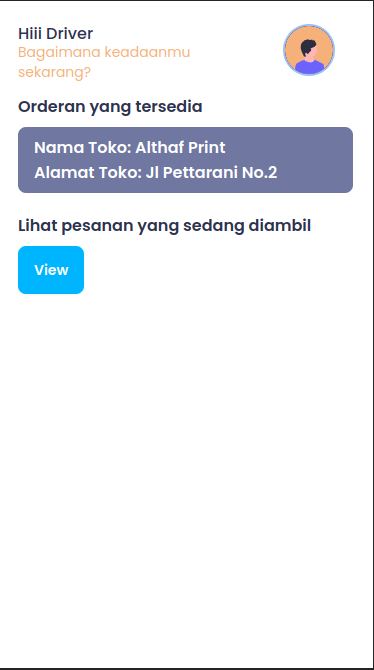 Hiii Driver
Bagaimana keadaanmu
sekarang?
Orderan yang tersedia
Nama Toko: Althaf Print
Alamat Toko: Jl Pettarani No.2
Lihat pesanan yang sedang diambil
View